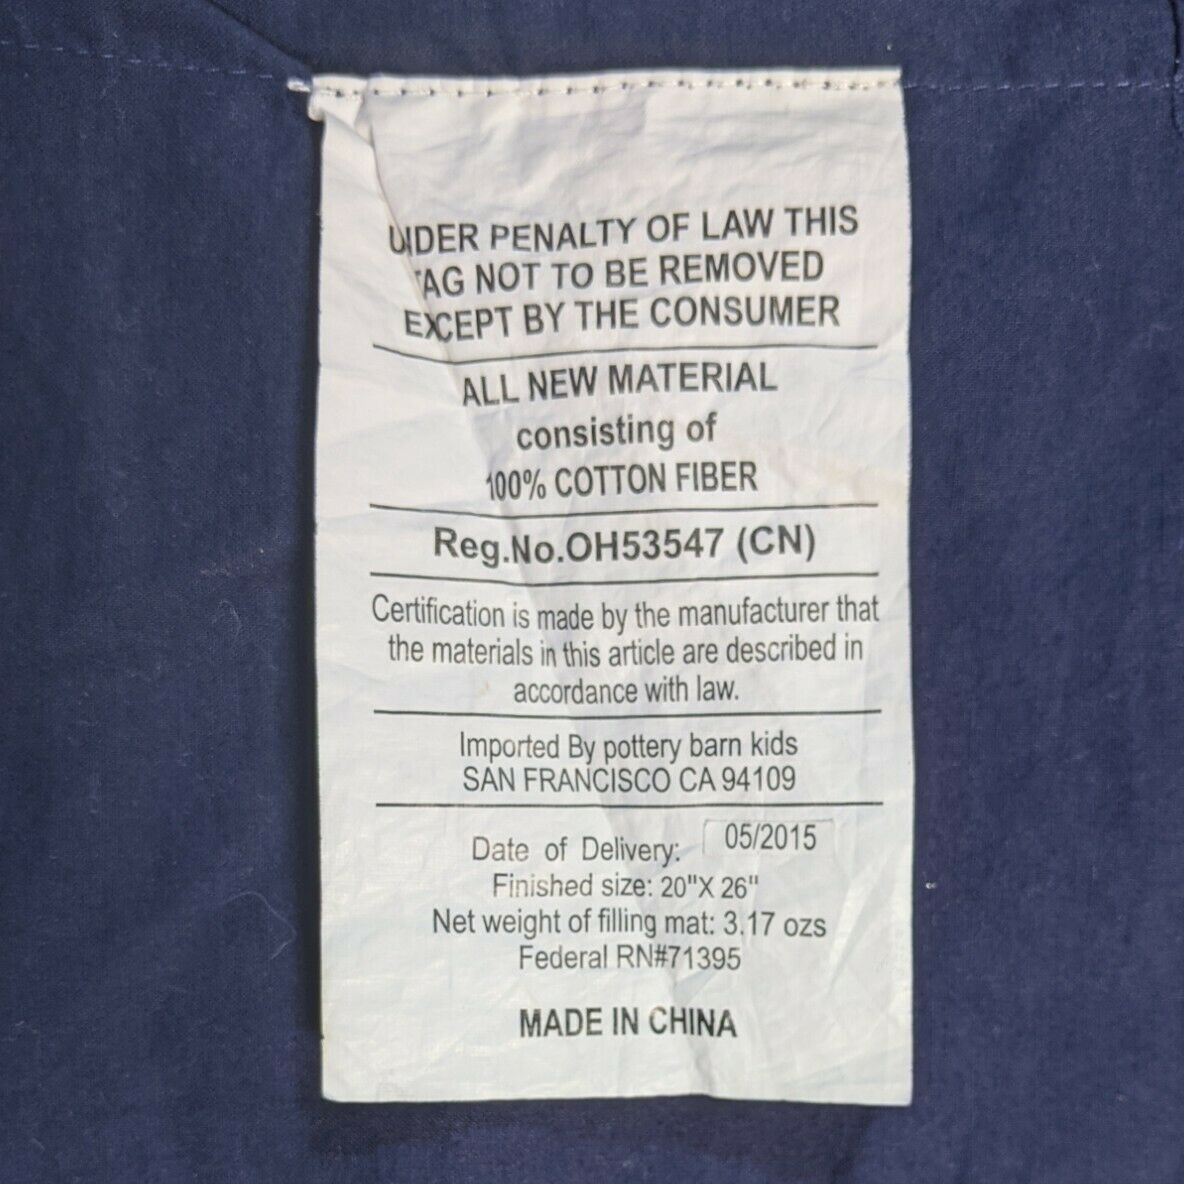 UNDER PENALTY OF LAW THIS
TAG NOT TO BE REMOVED
EXCEPT BY THE CONSUMER
ALL NEW MATERIAL
consisting of
100% COTTON FIBER
Reg.No.OH53547 (CN)
Certification is made by the manufacturer that
the materials in this article are described in
accordance with law.
Imported By pottery barn kids
SAN FRANCISCO CA 94109
Date of Delivery: 05/2015
Finished size: 20"X 26"
Net weight of filling mat: 3.17 ozs
Federal RN#71395
MADE IN CHINA